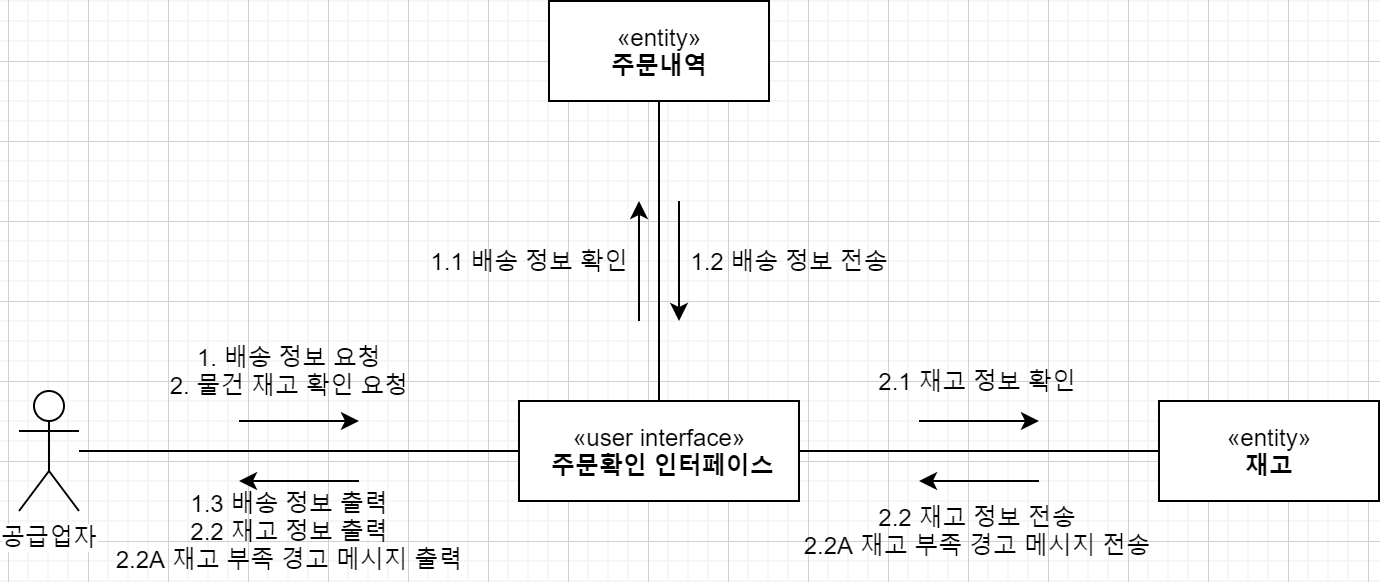 «entity»
주문내역
1.1 배송 정보 확인
1.2 배송 정보 전송
1. 배송 정보 요청
2. 물건 재고 확인 요청
2.1 재고 정보 확인
«user interface»
주문확인 인터페이스
«entity»
재고
1.3 배송 정보 출력
2.2 재고 정보 출력
2.2A 재고 부족 경고 메시지 출력
2.2 재고 정보 전송
2.2A 재고 부족 경고 메시지 전송
공급업자